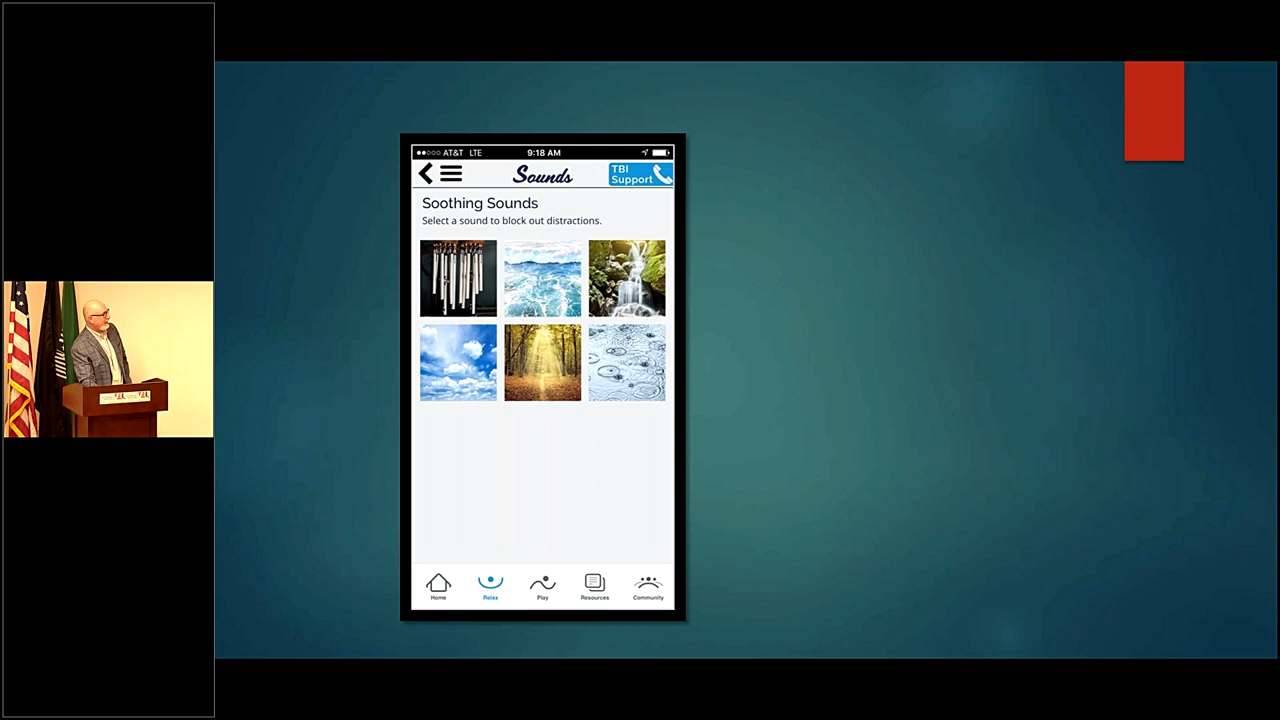 AT&T LTE 9:18 AM
Sounds
TBI
Support
Soothing Sounds
Select a sound to block out distractions.
Home Relax Play Resources Community